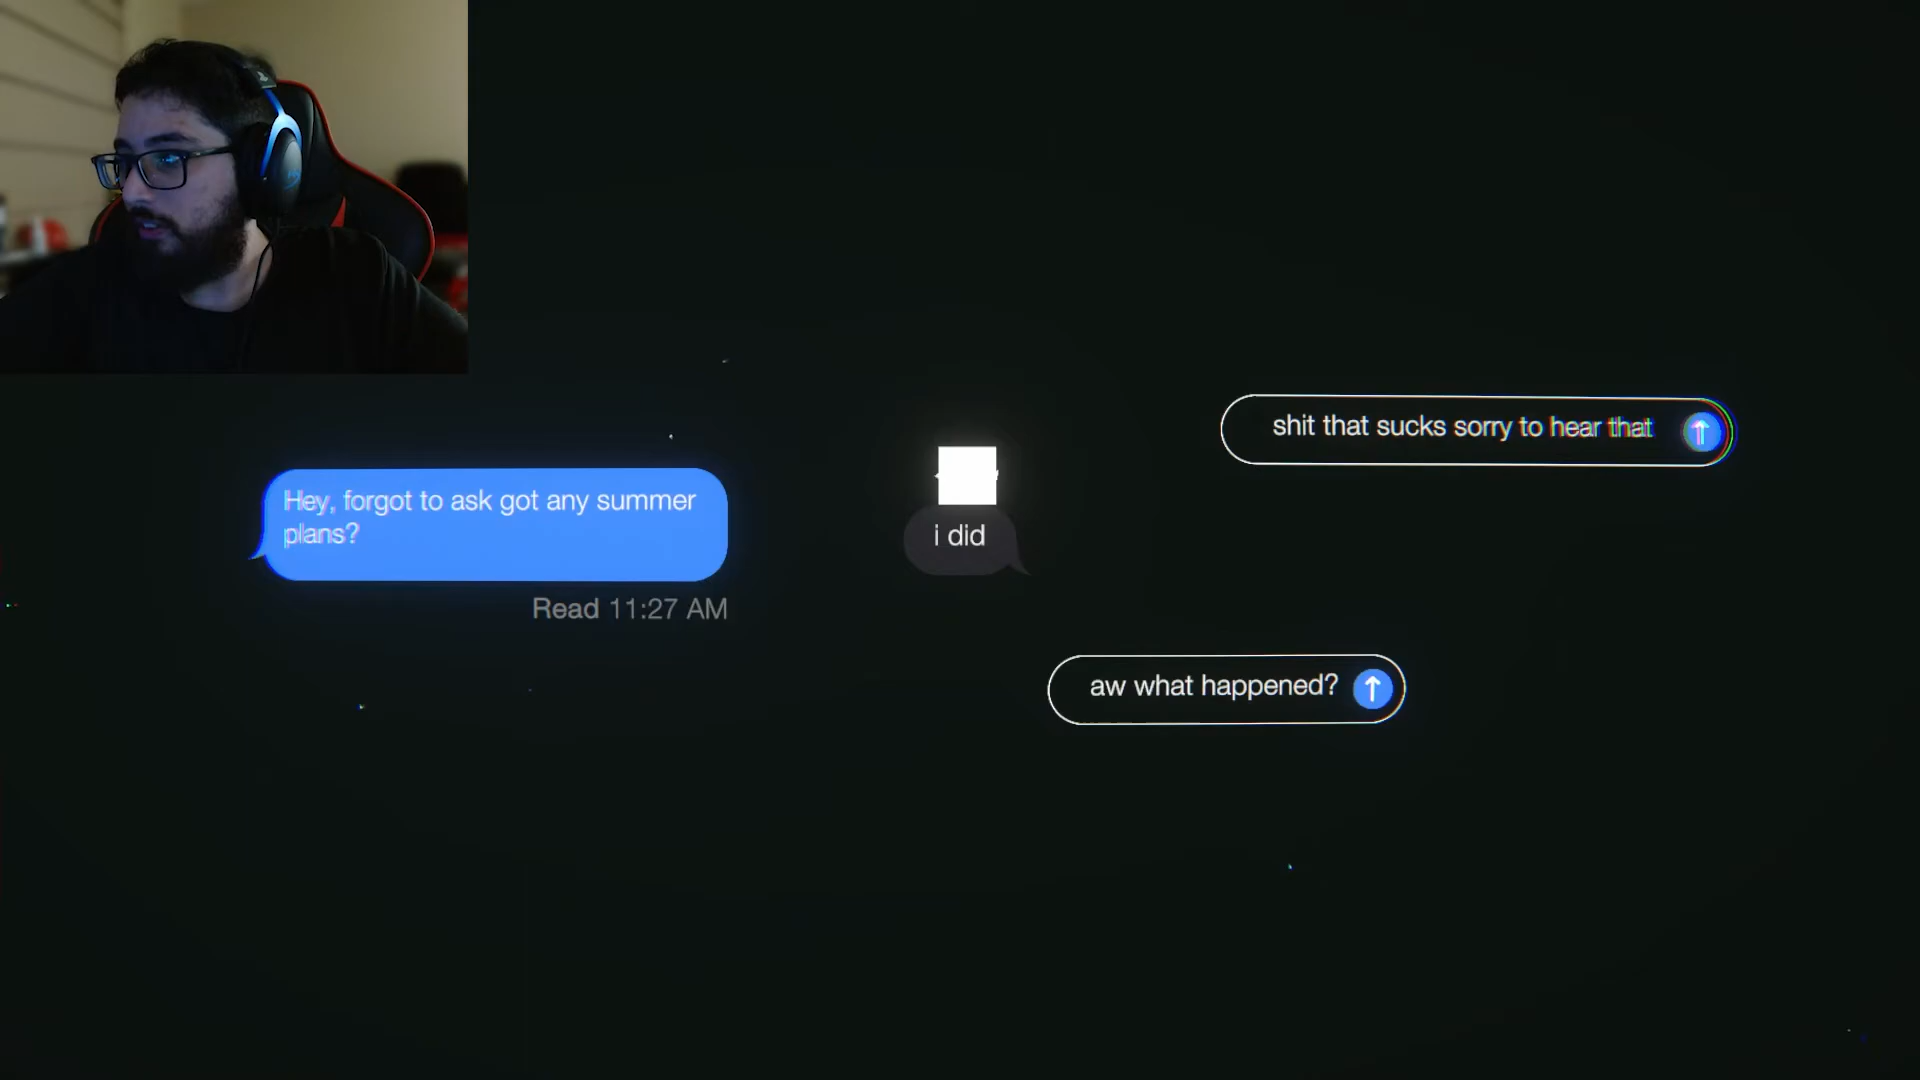 shit that sucks sorry to hear that
Hey, forgot to ask got any summer
plans?
i did
Read 11:27 AM
aw what happened?